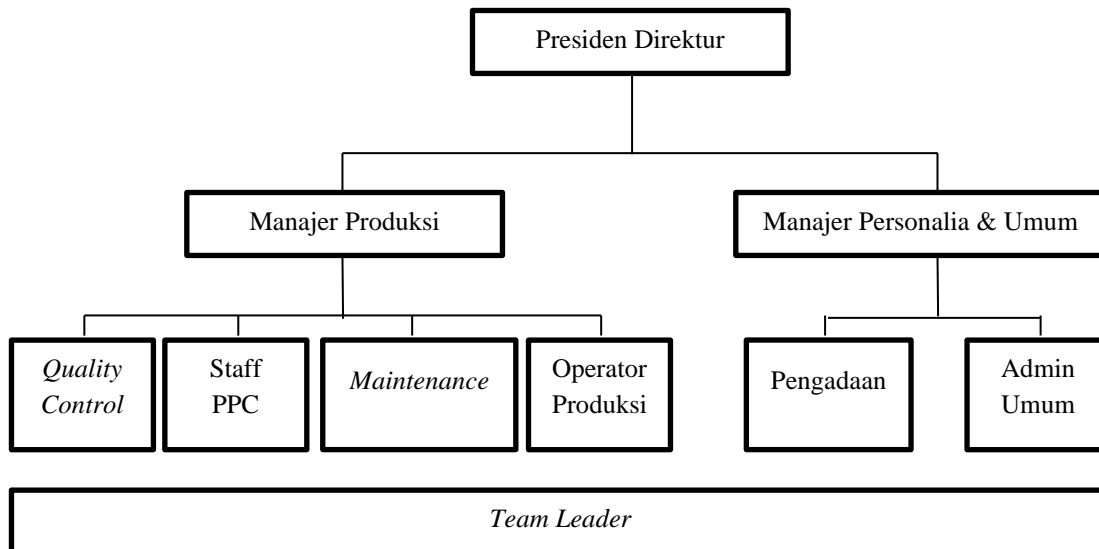 Presiden Direktur
Manajer Produksi
Manajer Personalia & Umum
Quality
Control
Staff
PPC
Maintenance
Operator
Produksi
Pengadaan
Admin
Umum
Team Leader